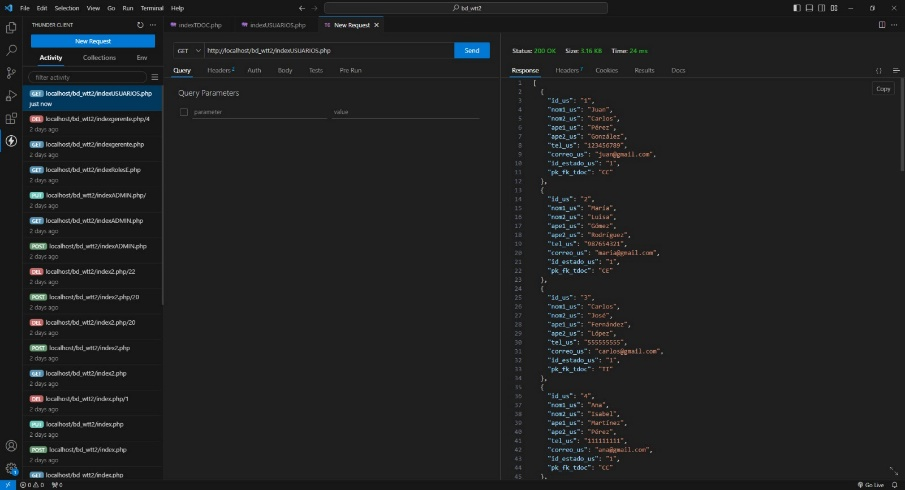 File Edit Selection View Go Run Terminal Help
bd_wtt2
THUNDER CLIENT
New Request
Activity Collections Env
filter activity
GET localhost/bd_wtt2/indexUSUARIOS.php
just now
DEL localhost/bd_wtt2/indexgerente.php/4
2 days ago
GET localhost/bd_wtt2/indexgerente.php
2 days ago
GET localhost/bd_wtt2/indexRolesE.php
2 days ago
PUT localhost/bd_wtt2/indexADMIN.php/
2 days ago
GET localhost/bd_wtt2/indexADMIN.php
2 days ago
POST localhost/bd_wtt2/indexADMIN.php
2 days ago
DEL localhost/bd_wtt2/index2.php/22
2 days ago
POST localhost/bd_wtt2/index2.php/20
2 days ago
DEL localhost/bd_wtt2/index2.php/20
2 days ago
POST localhost/bd_wtt2/index2.php
2 days ago
GET localhost/bd_wtt2/index2.php
2 days ago
DEL localhost/bd_wtt2/index.php/1
2 days ago
PUT localhost/bd_wtt2/index.php
2 days ago
POST localhost/bd_wtt2/index.php
2 days ago
GET localhost/bd_wtt2/index.php
indexTDOC.php indexUSUARIOS.php TC New Request
GET http://localhost/bd_wtt2/indexUSUARIOS.php Send
Query Headers 2 Auth Body Tests Pre Run
Query Parameters
parameter value
Status: 200 OK Size: 3.16 KB Time: 24 ms
Response Headers 7 Cookies Results Docs
{}
Copy
1 [
2 {
3 "id_us": "1",
4 "nom1_us": "Juan",
5 "nom2_us": "Carlos",
6 "ape1_us": "Pérez",
7 "ape2_us": "González",
8 "tel_us": "123456789",
9 "correo_us": "juan@gmail.com",
10 "id_estado_us": "1",
11 "pk_fk_tdoc": "CC"
12 },
13 {
14 "id_us": "2",
15 "nom1_us": "María",
16 "nom2_us": "Luisa",
17 "ape1_us": "Gómez",
18 "ape2_us": "Rodríguez",
19 "tel_us": "987654321",
20 "correo_us": "maria@gmail.com",
21 "id_estado_us": "1",
22 "pk_fk_tdoc": "CE"
23 },
24 {
25 "id_us": "3",
26 "nom1_us": "Carlos",
27 "nom2_us": "José",
28 "ape1_us": "Fernández",
29 "ape2_us": "López",
30 "tel_us": "555555555",
31 "correo_us": "carlos@gmail.com",
32 "id_estado_us": "1",
33 "pk_fk_tdoc": "TI"
34 },
35 {
36 "id_us": "4",
37 "nom1_us": "Ana",
38 "nom2_us": "Isabel",
39 "ape1_us": "Martínez",
40 "ape2_us": "Pérez",
41 "tel_us": "111111111",
42 "correo_us": "ana@gmail.com",
43 "id_estado_us": "1",
44 "pk_fk_tdoc": "CC"
45 },
0 0 0 Go Live